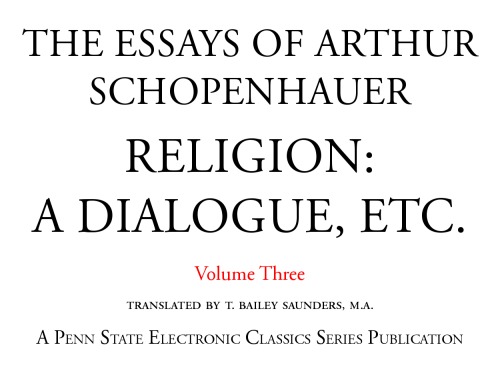 THE ESSAYS OF ARTHUR
SCHOPENHAUER
RELIGION:
A DIALOGUE, ETC.
Volume Three
TRANSLATED BY T. BAILEY SAUNDERS, M.A.
A PENN STATE ELECTRONIC CLASSICS SERIES PUBLICATION